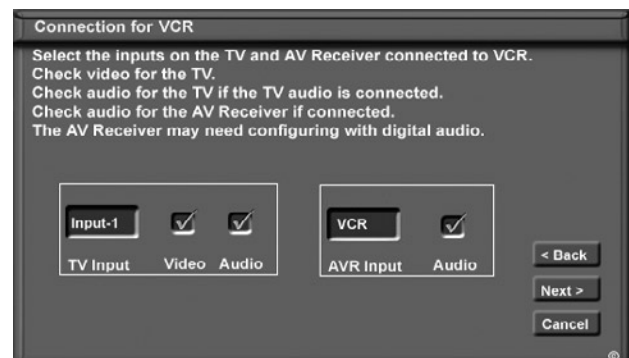 Connection for VCR
Select the inputs on the TV and AV Receiver connected to VCR.
Check video for the TV.
Check audio for the TV if the TV audio is connected.
Check audio for the AV Receiver if connected.
The AV Receiver may need configuring with digital audio.
Input-1
TV Input Video Audio
VCR
AVR Input Audio
< Back
Next >
Cancel
©